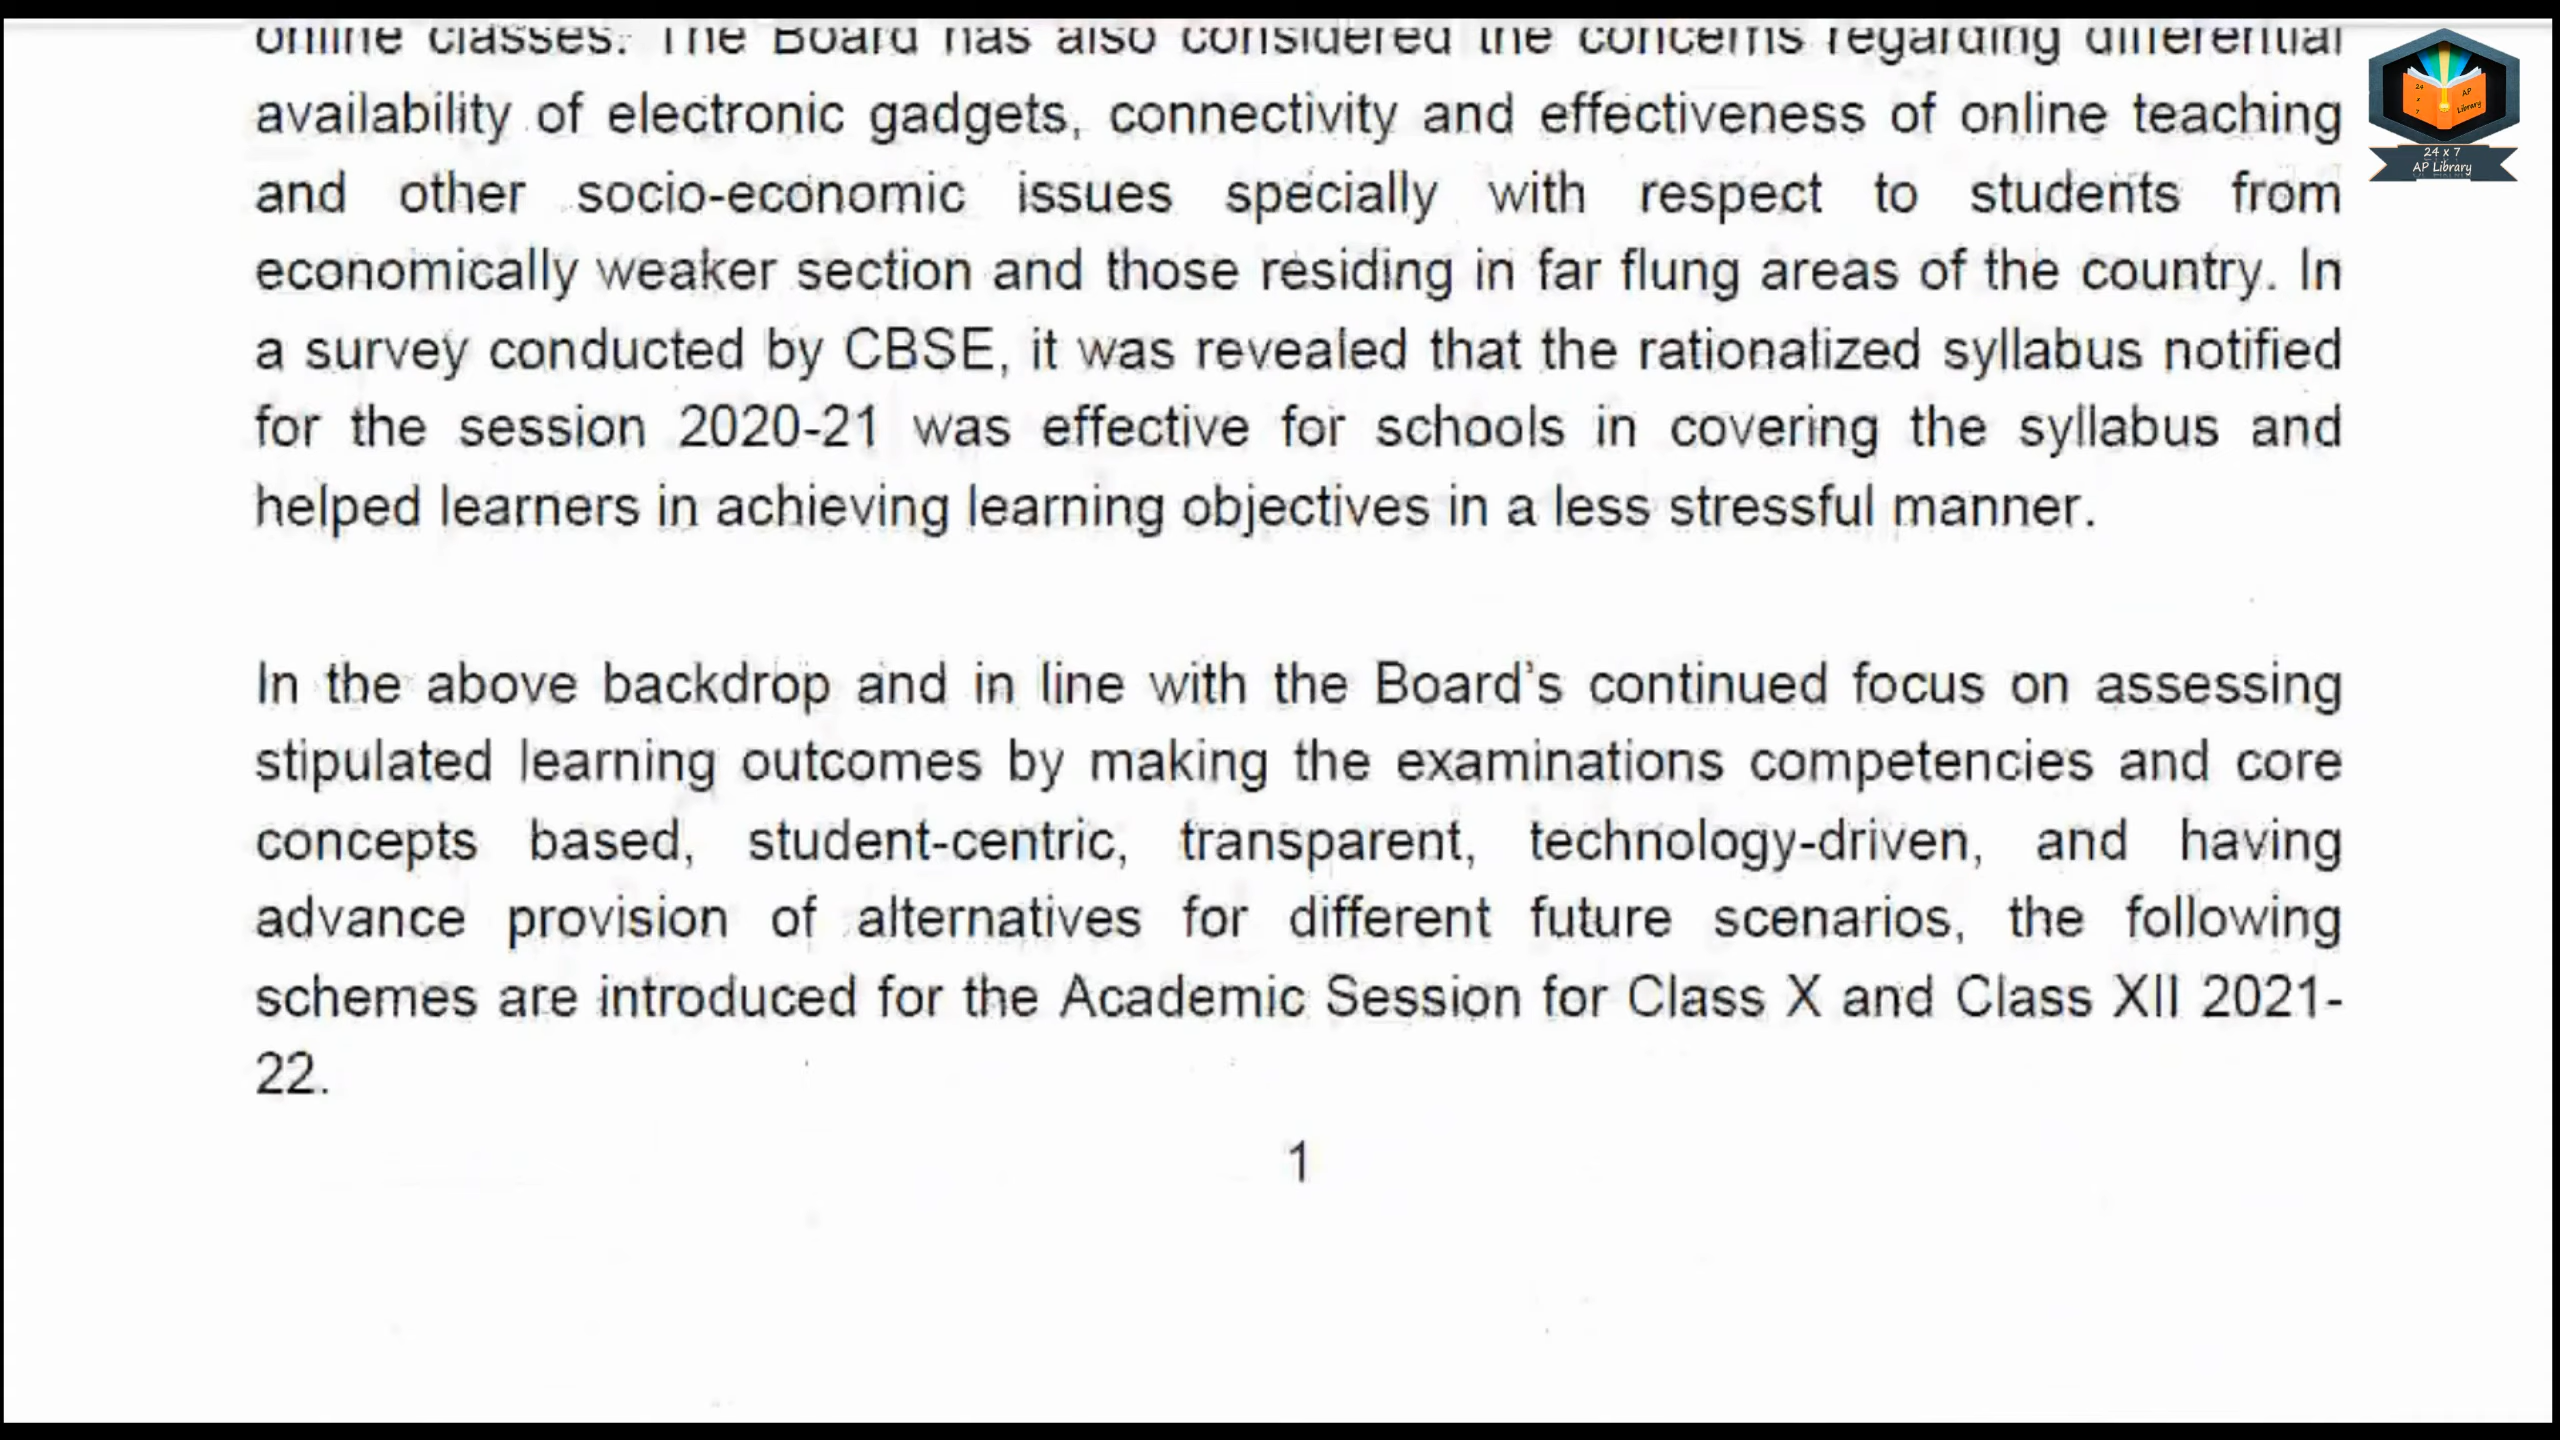 online classes. The Board has also considered the concerns regarding differential
availability of electronic gadgets, connectivity and effectiveness of online teaching
and other socio-economic issues specially with respect to students from
economically weaker section and those residing in far flung areas of the country. In
a survey conducted by CBSE, it was revealed that the rationalized syllabus notified
for the session 2020-21 was effective for schools in covering the syllabus and
helped learners in achieving learning objectives in a less stressful manner.
In the above backdrop and in line with the Board's continued focus on assessing
stipulated learning outcomes by making the examinations competencies and core
concepts based, student-centric, transparent, technology-driven, and having
advance provision of alternatives for different future scenarios, the following
schemes are introduced for the Academic Session for Class X and Class XII 2021-
22.
1
24
x
7
AP
Library
24 x 7
AP Library